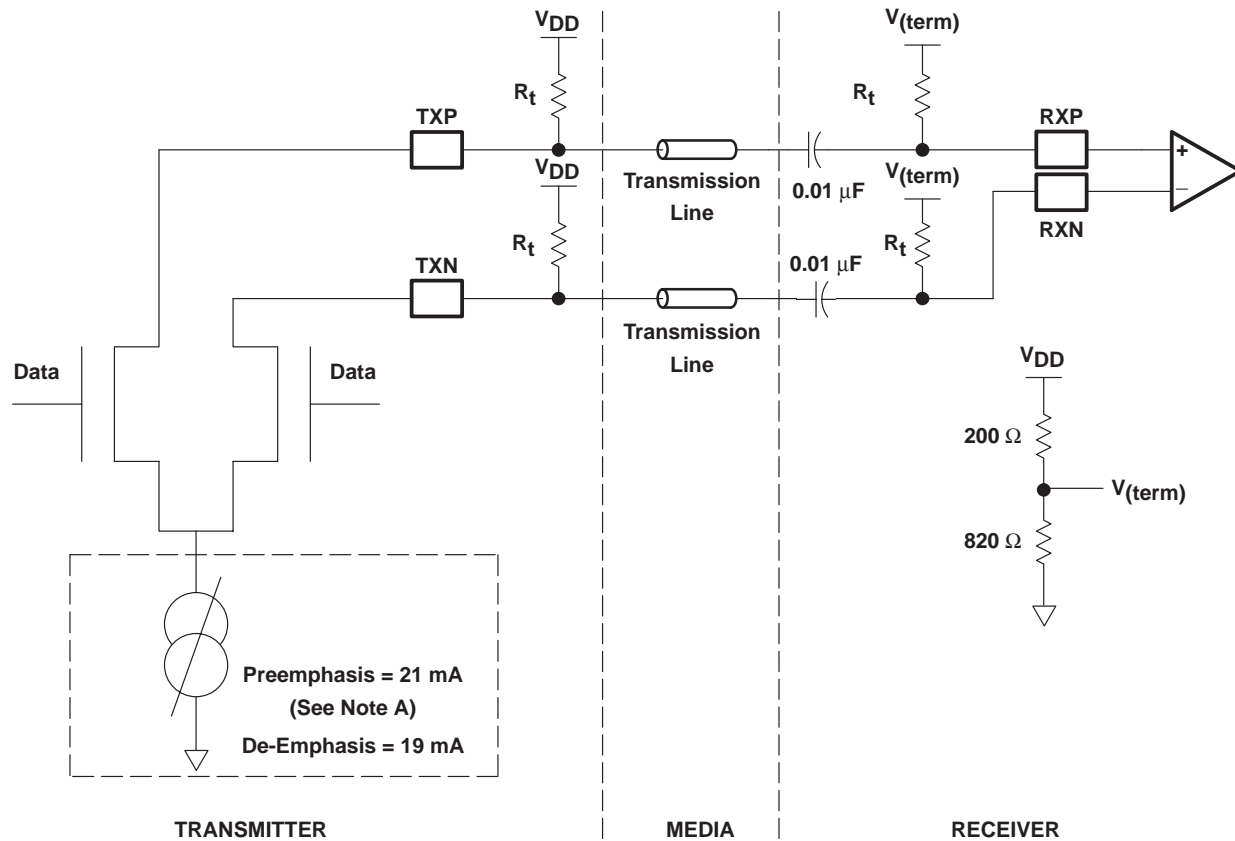 VDD
V(term)
Rt
Rt
TXP
RXP
VDD
V(term)
+
Transmission
Line
0.01 μF
−
RXN
Rt
Rt
TXN
0.01 μF
Transmission
Line
Data
Data
VDD
200 Ω
V(term)
820 Ω
Preemphasis = 21 mA
(See Note A)
De-Emphasis = 19 mA
TRANSMITTER
MEDIA
RECEIVER